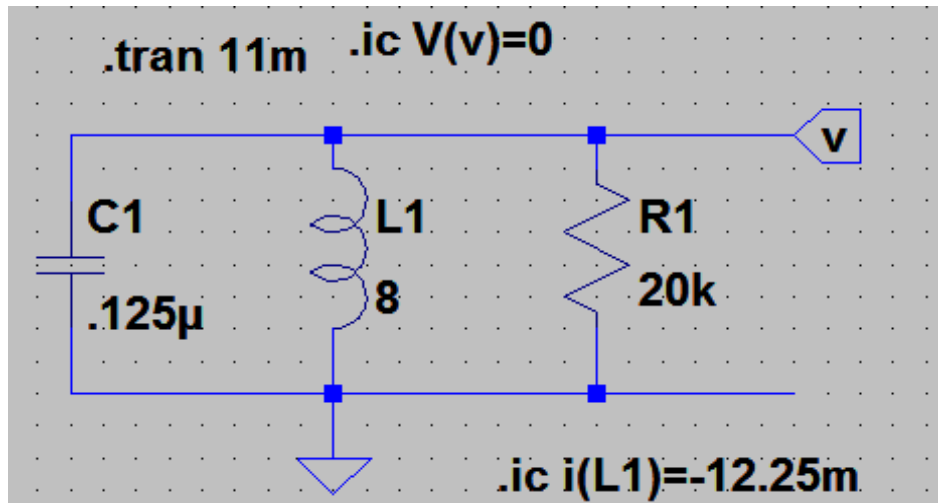 .tran 11m
.ic V(v)=0
v
C1
.125µ
L1
8
R1
20k
.ic i(L1)=-12.25m